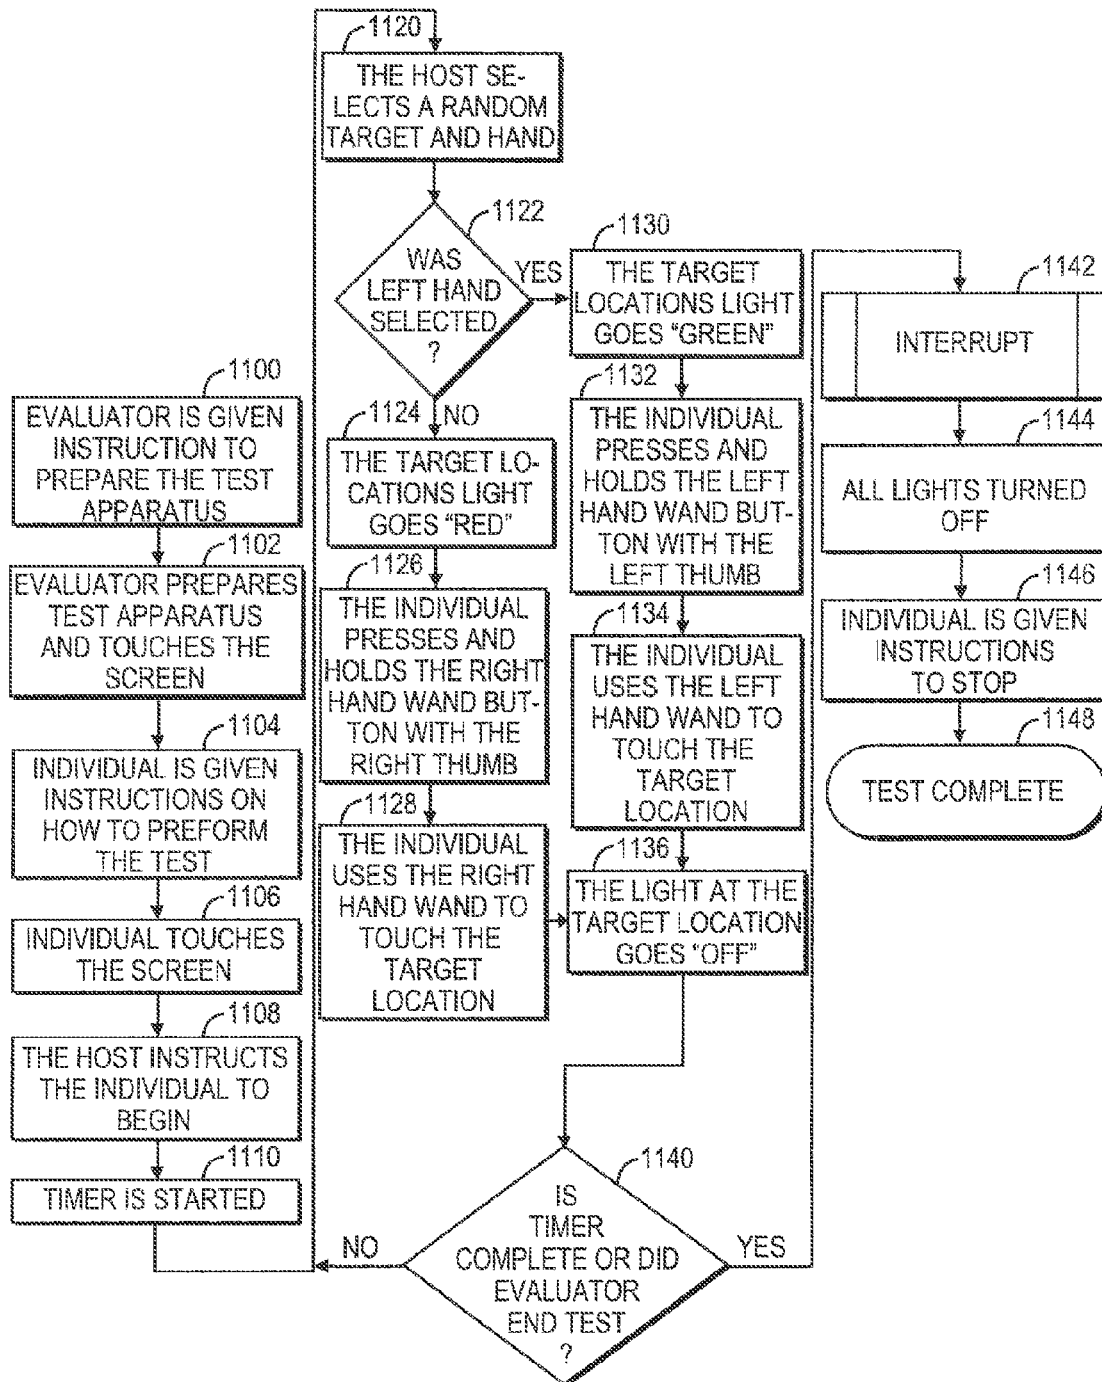 1100
EVALUATOR IS GIVEN
INSTRUCTION TO
PREPARE THE TEST
APPARATUS
1102
EVALUATOR PREPARES
TEST APPARATUS
AND TOUCHES THE
SCREEN
1104
INDIVIDUAL IS GIVEN
INSTRUCTIONS ON
HOW TO PREFORM
THE TEST
1106
INDIVIDUAL TOUCHES
THE SCREEN
1108
THE HOST INSTRUCTS
THE INDIVIDUAL TO
BEGIN
1110
TIMER IS STARTED
1120
THE HOST SE-
LECTS A RANDOM
TARGET AND HAND
1122
WAS
LEFT HAND
SELECTED
?
YES
NO
1124
THE TARGET LO-
CATIONS LIGHT
GOES “RED”
1126
THE INDIVIDUAL
PRESSES AND
HOLDS THE RIGHT
HAND WAND BUT-
TON WITH THE
RIGHT THUMB
1128
THE INDIVIDUAL
USES THE RIGHT
HAND WAND TO
TOUCH THE
TARGET
LOCATION
1130
THE TARGET
LOCATIONS LIGHT
GOES “GREEN”
1132
THE INDIVIDUAL
PRESSES AND
HOLDS THE LEFT
HAND WAND BUT-
TON WITH THE
LEFT THUMB
1134
THE INDIVIDUAL
USES THE LEFT
HAND WAND TO
TOUCH THE
TARGET
LOCATION
1136
THE LIGHT AT THE
TARGET LOCATION
GOES “OFF”
1140
IS
TIMER
COMPLETE OR DID
EVALUATOR
END TEST
?
NO
YES
1142
INTERRUPT
1144
ALL LIGHTS TURNED
OFF
1146
INDIVIDUAL IS GIVEN
INSTRUCTIONS
TO STOP
1148
TEST COMPLETE